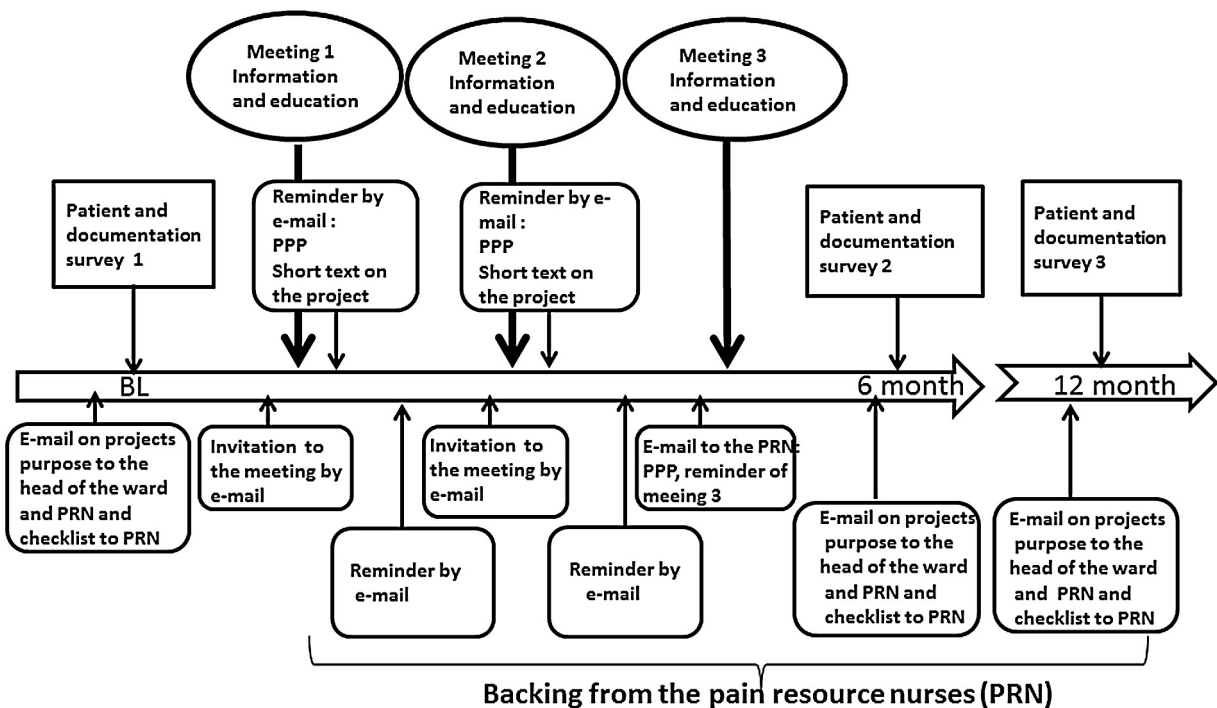 Meeting 1
Information
and education
Meeting 2
Information
and education
Meeting 3
Information
and education
Patient and
documentation
survey 1
Reminder by
e-mail :
PPP
Short text on
the project
Reminder by e-
mail :
PPP
Short text on
the project
Patient and
documentation
survey 2
Patient and
documentation
survey 3
BL
6 month
12 month
E-mail on projects
purpose to the
head of the ward
and PRN and
checklist to PRN
Invitation to
the meeting by
e-mail
Reminder by
e-mail
Invitation to
the meeting by
e-mail
Reminder by
e-mail
E-mail to the PRN:
PPP, reminder of
meeing 3
E-mail on projects
purpose to the
head of the ward
and PRN and
checklist to PRN
E-mail on projects
purpose to the
head of the ward
and PRN and
checklist to PRN
Backing from the pain resource nurses (PRN)